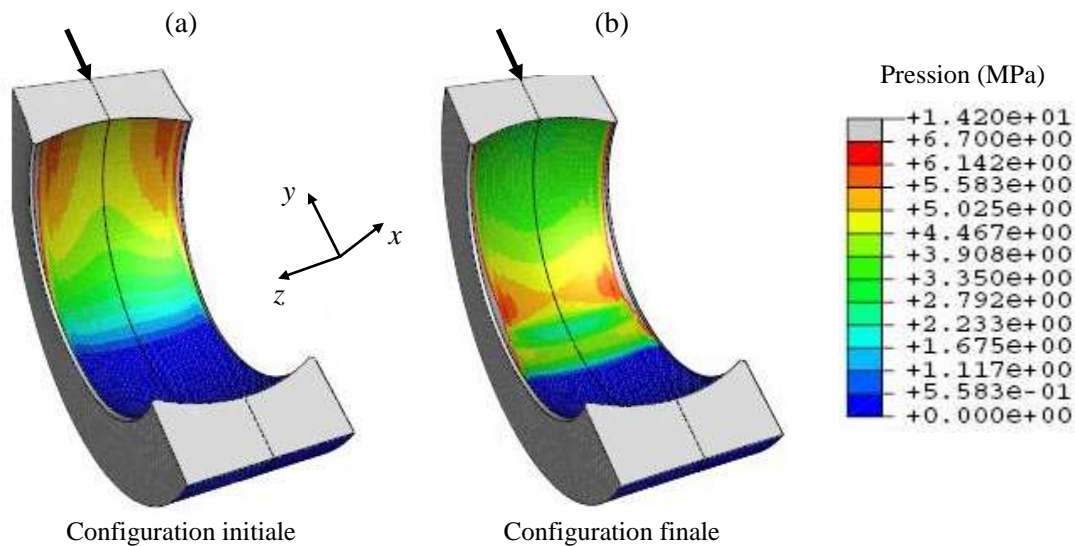 (a)
(b)
Pression (MPa)
+1.420e+01
+6.700e+00
+6.142e+00
+5.583e+00
+5.025e+00
+4.467e+00
+3.908e+00
+3.350e+00
+2.792e+00
+2.233e+00
+1.675e+00
+1.117e+00
+5.583e-01
+0.000e+00
y
x
z
Configuration initiale
Configuration finale